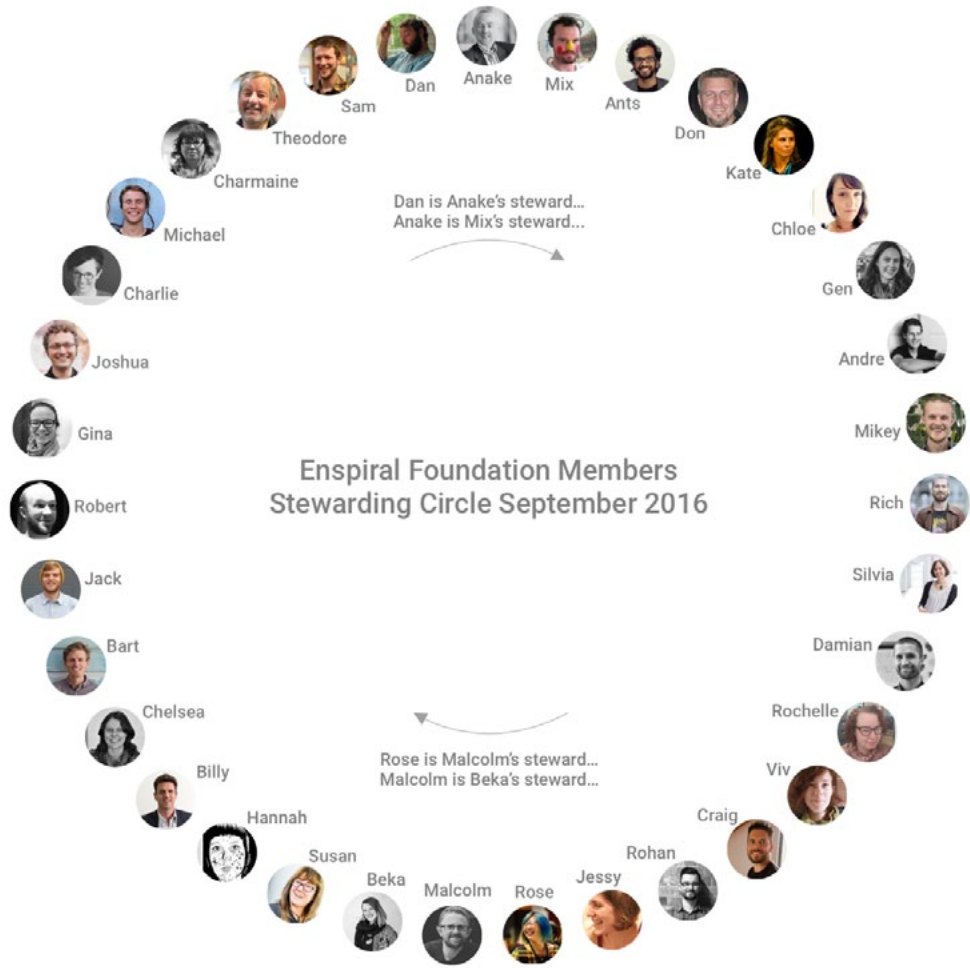 Dan
Anake
Mix
Ants
Don
Kate
Chloe
Gen
Andre
Mikey
Rich
Silvia
Damian
Rochelle
Viv
Craig
Rohan
Jessy
Rose
Malcolm
Beka
Susan
Hannah
Billy
Chelsea
Bart
Jack
Robert
Gina
Joshua
Charlie
Michael
Charmaine
Theodore
Sam
Dan is Anake's steward...
Anake is Mix's steward...
Enspiral Foundation Members
Stewarding Circle September 2016
Rose is Malcolm's steward...
Malcolm is Beka's steward...